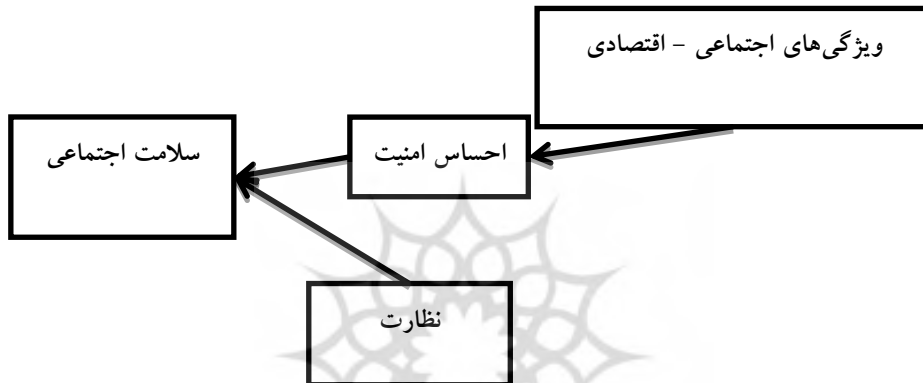 ویژگی‌های اجتماعی – اقتصادی
احساس امنیت
سلامت اجتماعی
نظارت